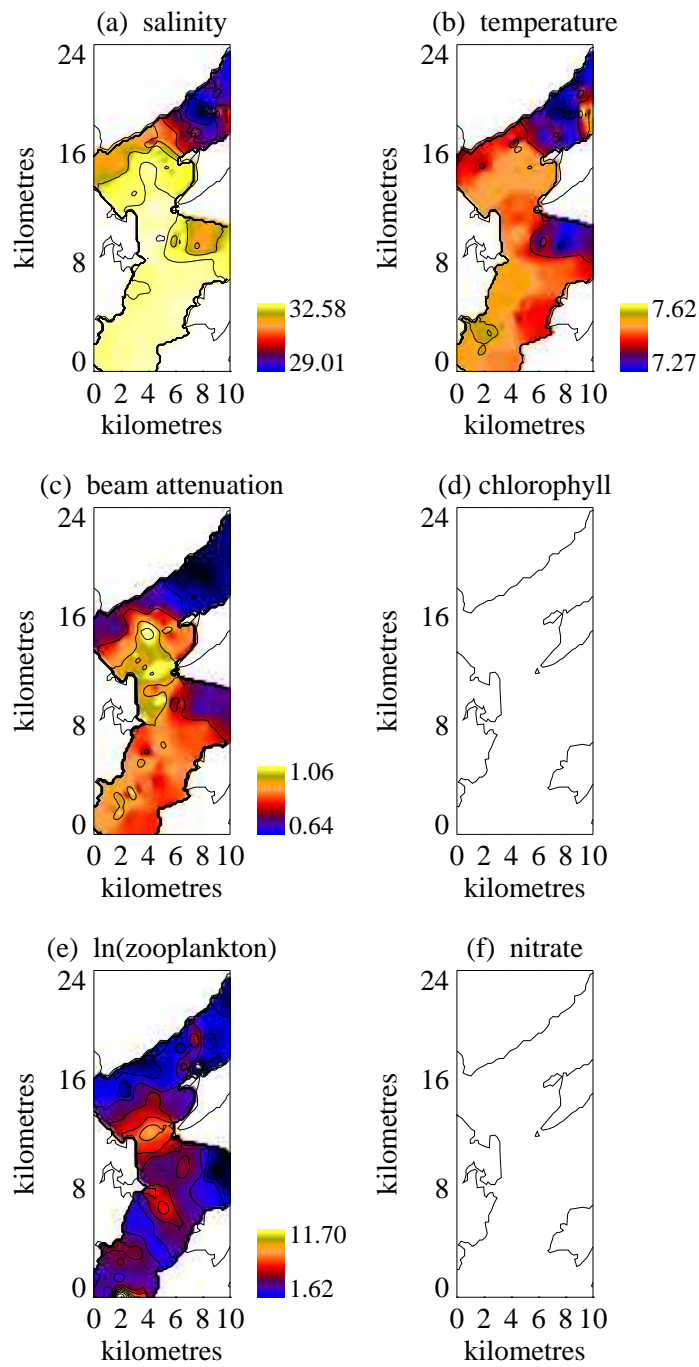 (a) salinity
(b) temperature
24
16
8
0
kilometres
0 2 4 6 8 10
kilometres
32.58
29.01
24
16
8
0
kilometres
0 2 4 6 8 10
kilometres
7.62
7.27
(c) beam attenuation
(d) chlorophyll
24
16
8
0
kilometres
0 2 4 6 8 10
kilometres
1.06
0.64
24
16
8
0
kilometres
0 2 4 6 8 10
kilometres
(e) ln(zooplankton)
(f) nitrate
24
16
8
0
kilometres
0 2 4 6 8 10
kilometres
11.70
1.62
24
16
8
0
kilometres
0 2 4 6 8 10
kilometres